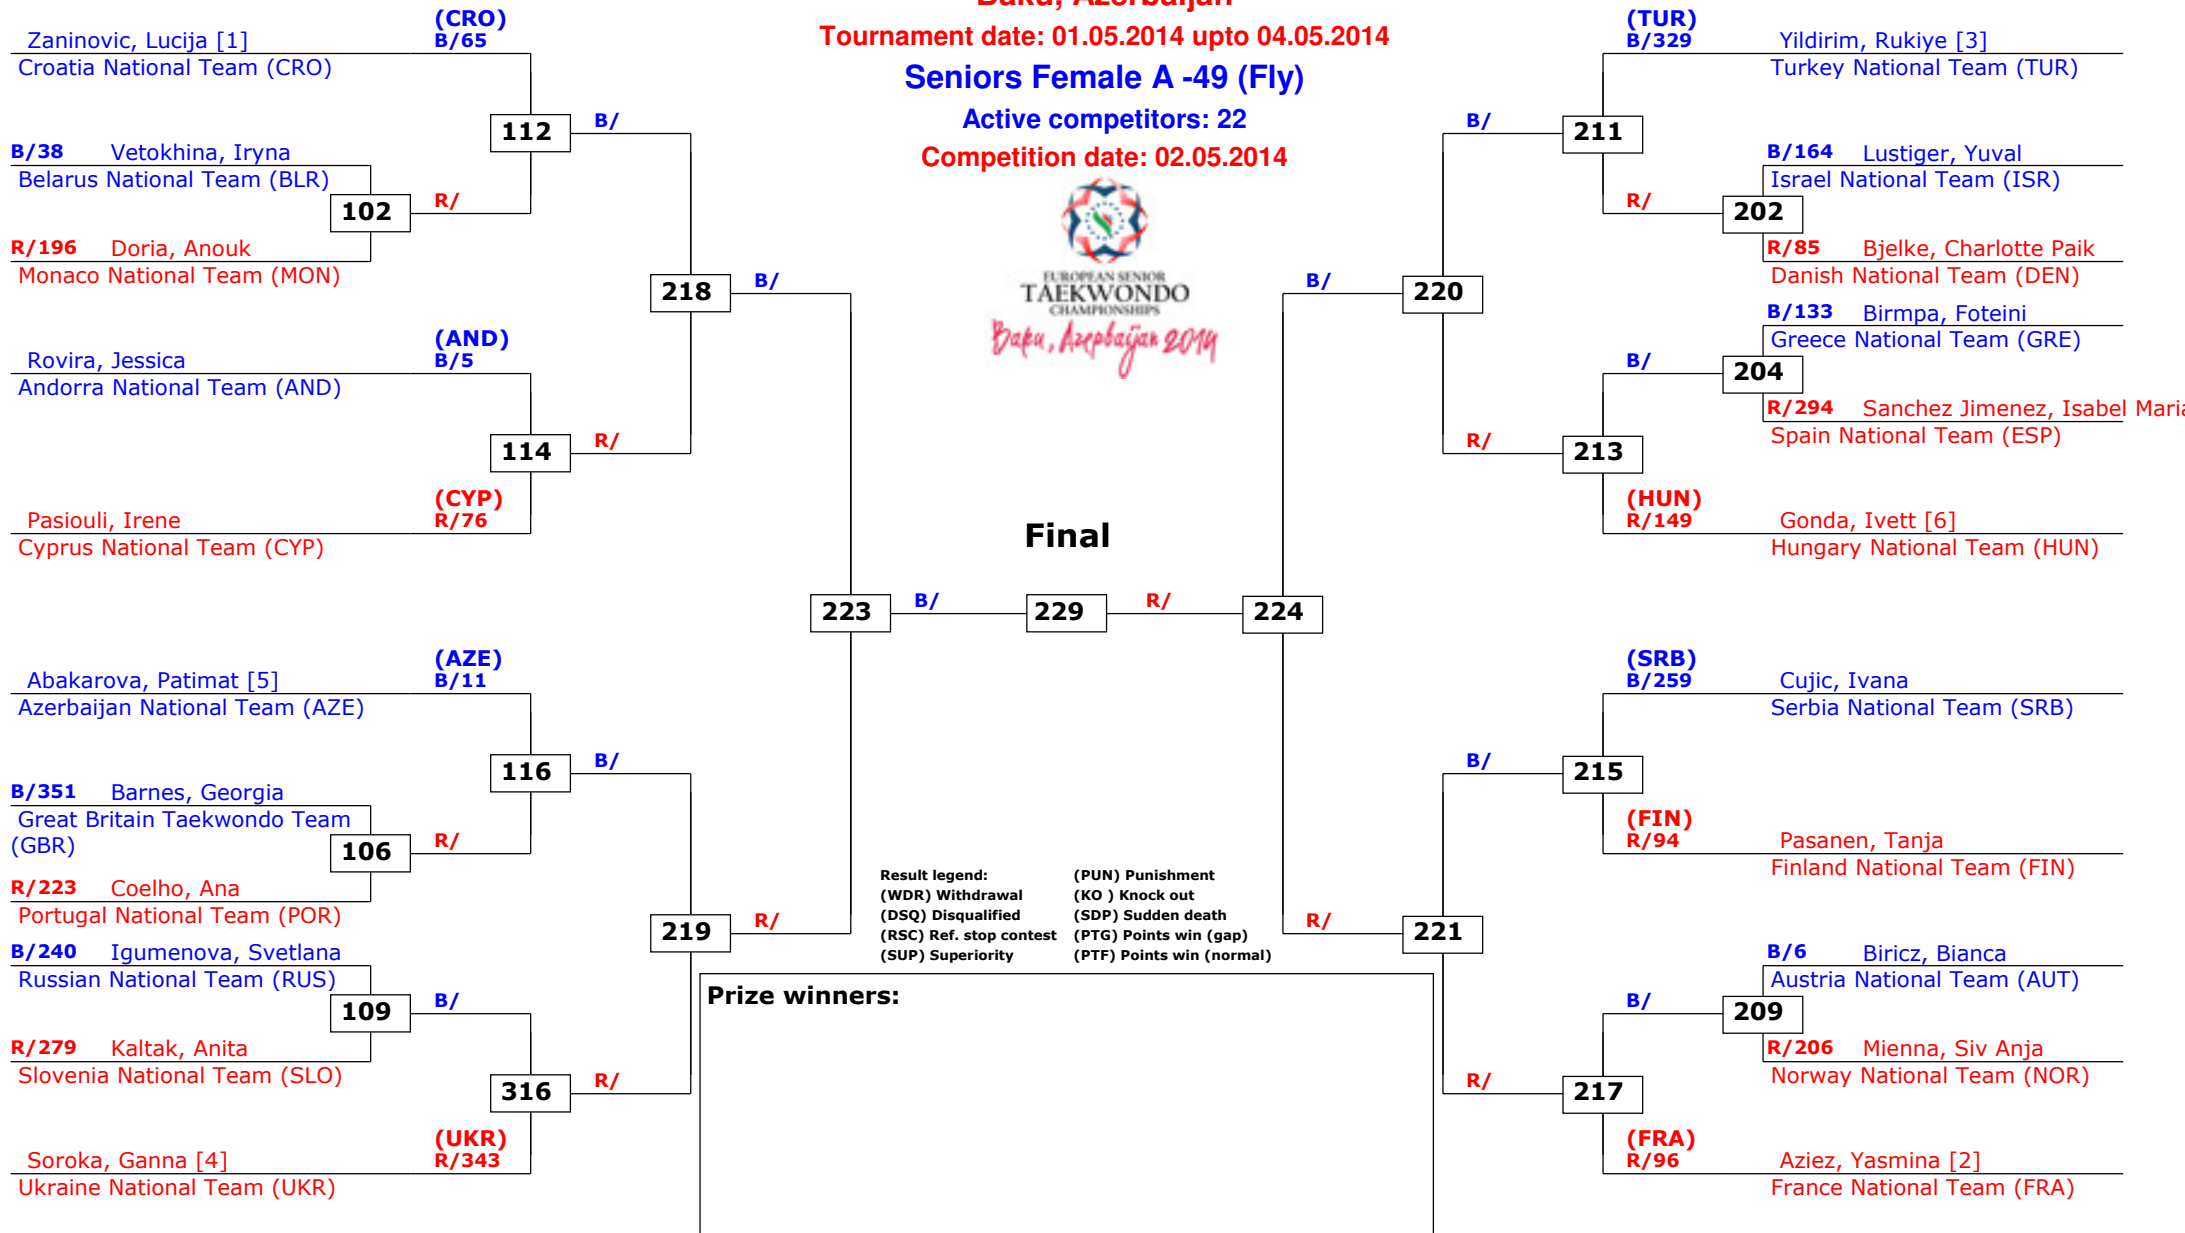 Baku, Azerbaijan
Tournament date: 01.05.2014 upto 04.05.2014
Seniors Female A -49 (Fly)
Active competitors: 22
Competition date: 02.05.2014
EUROPEAN SENIOR
TAEKWONDO
CHAMPIONSHIPS
Baku, Azerbaijan 2014
(CRO)
Zaninovic, Lucija [1] B/65
Croatia National Team (CRO)
112 B/
B/38 Vetokhina, Iryna
Belarus National Team (BLR)
102 R/
R/196 Doria, Anouk
Monaco National Team (MON)
218 B/
(AND)
Rovira, Jessica B/5
Andorra National Team (AND)
114 R/
(CYP)
Pasiouli, Irene R/76
Cyprus National Team (CYP)
(AZE)
Abakarova, Patimat [5] B/11
Azerbaijan National Team (AZE)
116 B/
B/351 Barnes, Georgia
Great Britain Taekwondo Team
(GBR)
106 R/
R/223 Coelho, Ana
Portugal National Team (POR)
219 R/
B/240 Igumenova, Svetlana
Russian National Team (RUS)
109 B/
R/279 Kaltak, Anita
Slovenia National Team (SLO)
316 R/
(UKR)
Soroka, Ganna [4] R/343
Ukraine National Team (UKR)
Final
223 B/ 229 R/ 224
(TUR)
B/329 Yildirim, Rukiye [3]
Turkey National Team (TUR)
B/ 211
B/164 Lustiger, Yuval
Israel National Team (ISR)
R/ 202
R/85 Bjelke, Charlotte Paik
Danish National Team (DEN)
B/ 220
B/133 Birmpa, Foteini
Greece National Team (GRE)
B/ 204
R/294 Sanchez Jimenez, Isabel Maria
Spain National Team (ESP)
R/ 213
(HUN)
R/149 Gonda, Ivett [6]
Hungary National Team (HUN)
(SRB)
B/259 Cujic, Ivana
Serbia National Team (SRB)
B/ 215
(FIN)
R/94 Pasanen, Tanja
Finland National Team (FIN)
R/ 221
B/6 Biricz, Bianca
Austria National Team (AUT)
B/ 209
R/206 Mienna, Siv Anja
Norway National Team (NOR)
R/ 217
(FRA)
R/96 Aziez, Yasmina [2]
France National Team (FRA)
Result legend: (PUN) Punishment
(WDR) Withdrawal (KO ) Knock out
(DSQ) Disqualified (SDP) Sudden death
(RSC) Ref. stop contest (PTG) Points win (gap)
(SUP) Superiority (PTF) Points win (normal)
Prize winners: